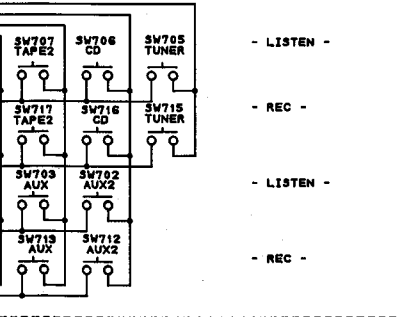 SW707 SW706 SW705
TAPE2 CD TUNER
- LISTEN -
SW717 SW716 SW715
TAPE2 CD TUNER
- REC -
SW703 SW702
AUX AUX2
- LISTEN -
SW713 SW712
AUX AUX2
- REC -